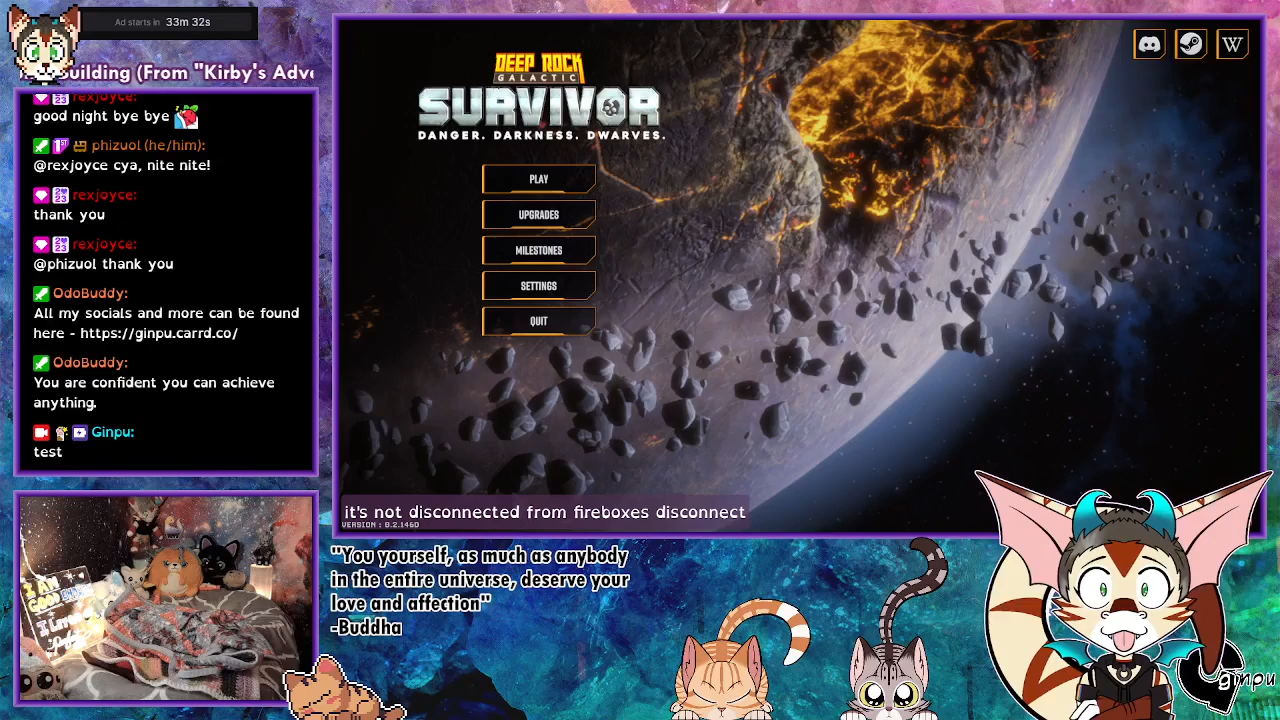 Ad starts in 33m 32s
Building (From "Kirby's Adve
rexjoyce:
good night bye bye
phizuol (he/him):
@rexjoyce cya, nite nite!
rexjoyce:
thank you
rexjoyce:
@phizuol thank you
OdoBuddy:
All my socials and more can be found
here - https://ginpu.carrd.co/
OdoBuddy:
You are confident you can achieve
anything.
Ginpu:
test
DEEP ROCK
GALACTIC
SURVIVOR
DANGER. DARKNESS. DWARVES.
PLAY
UPGRADES
MILESTONES
SETTINGS
QUIT
W
it's not disconnected from fireboxes disconnect
VERSION : 0.2.146D
"You yourself, as much as anybody
in the entire universe, deserve your
love and affection"
-Buddha
I AM
GOOD
ginpu